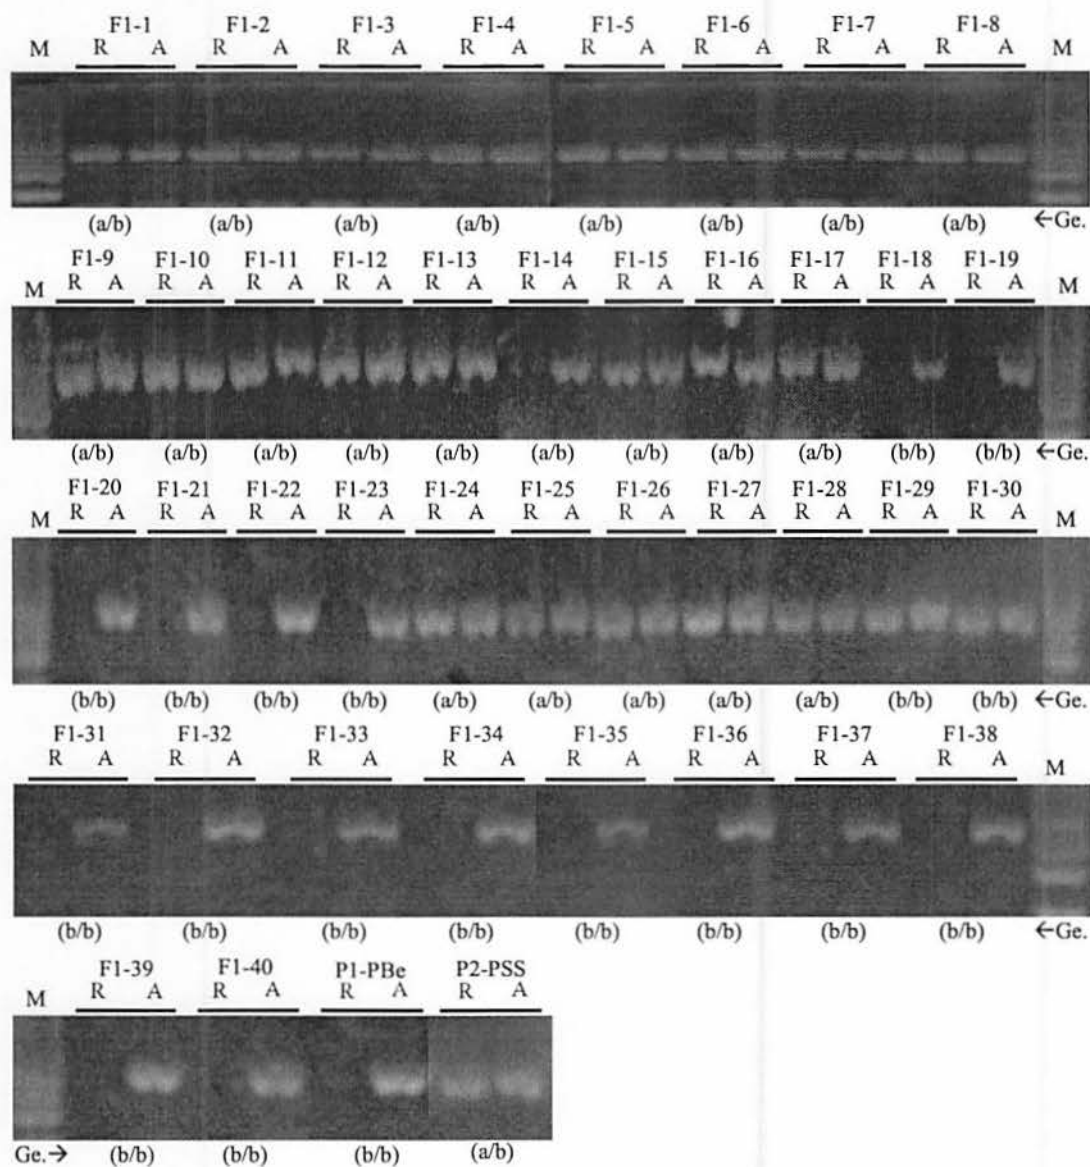 F1-1 F1-2 F1-3 F1-4 F1-5 F1-6 F1-7 F1-8
M R A R A R A R A R A R A R A R A M
(a/b) (a/b) (a/b) (a/b) (a/b) (a/b) (a/b) (a/b) ←Ge.
F1-9 F1-10 F1-11 F1-12 F1-13 F1-14 F1-15 F1-16 F1-17 F1-18 F1-19
M R A R A R A R A R A R A R A R A R A R A R A M
(a/b) (a/b) (a/b) (a/b) (a/b) (a/b) (a/b) (a/b) (a/b) (b/b) (b/b) ←Ge.
F1-20 F1-21 F1-22 F1-23 F1-24 F1-25 F1-26 F1-27 F1-28 F1-29 F1-30
M R A R A R A R A R A R A R A R A R A R A R A M
(b/b) (b/b) (b/b) (b/b) (a/b) (a/b) (a/b) (a/b) (a/b) (b/b) (b/b) ←Ge.
F1-31 F1-32 F1-33 F1-34 F1-35 F1-36 F1-37 F1-38
R A R A R A R A R A R A R A R A M
(b/b) (b/b) (b/b) (b/b) (b/b) (b/b) (b/b) (b/b) ←Ge.
F1-39 F1-40 P1-PBe P2-PSS
M R A R A R A R A
Ge.→ (b/b) (b/b) (b/b) (a/b)